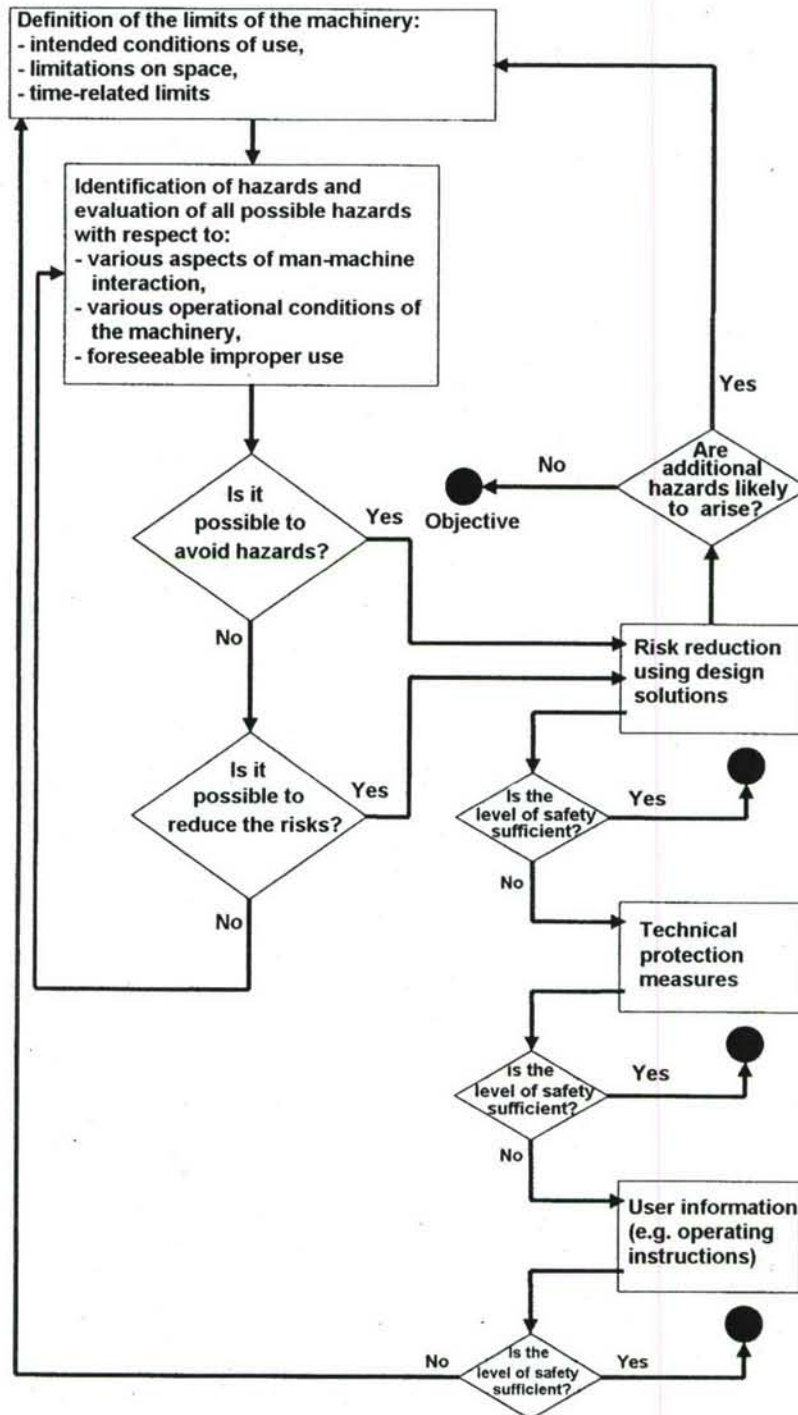 Definition of the limits of the machinery:
- intended conditions of use,
- limitations on space,
- time-related limits
Identification of hazards and
evaluation of all possible hazards
with respect to:
- various aspects of man-machine
interaction,
- various operational conditions of
the machinery,
- foreseeable improper use
Yes
Are
additional
hazards likely
to arise?
No
Objective
Is it
possible to
avoid hazards?
Yes
No
Risk reduction
using design
solutions
Is it
possible to
reduce the risks?
Yes
No
Is the
level of safety
sufficient?
Yes
No
Technical
protection
measures
Is the
level of safety
sufficient?
Yes
No
User information
(e.g. operating
instructions)
Is the
level of safety
sufficient?
No
Yes